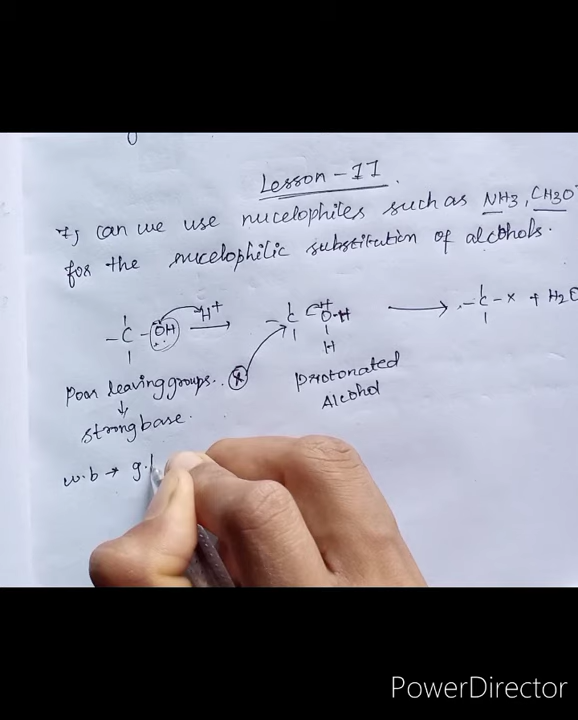 Lesson - 11.
7, can we use nucelophiles such as NH3, CH3O-
for the nucelophilic substitution of alcohols.
-C-OH H+ → -C O-H → -C-X + H2O
H
Poor leaving groups.. X Protonated
Alcohol
strong base.
w.b → g.l
PowerDirector